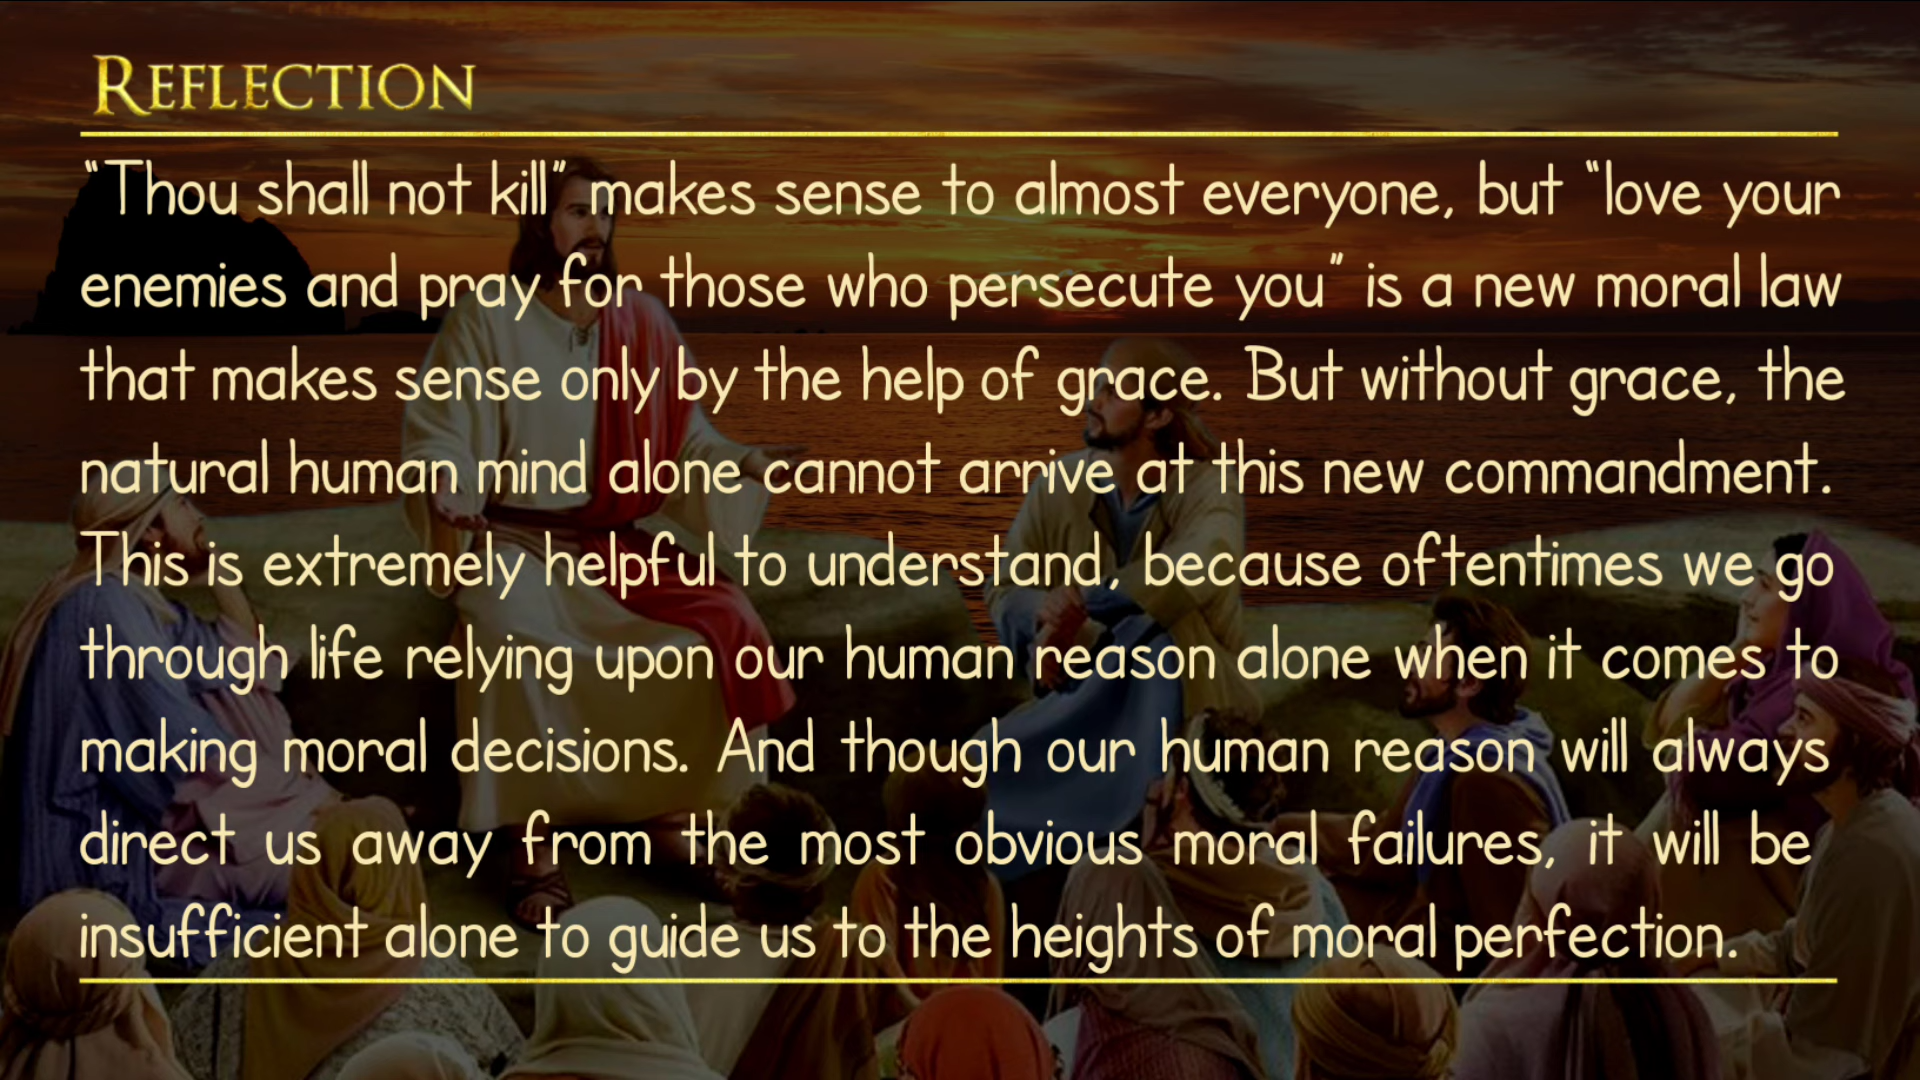 REFLECTION
"Thou shall not kill" makes sense to almost everyone, but "love your
enemies and pray for those who persecute you" is a new moral law
that makes sense only by the help of grace. But without grace, the
natural human mind alone cannot arrive at this new commandment.
This is extremely helpful to understand, because oftentimes we go
through life relying upon our human reason alone when it comes to
making moral decisions. And though our human reason will always
direct us away from the most obvious moral failures, it will be
insufficient alone to guide us to the heights of moral perfection.